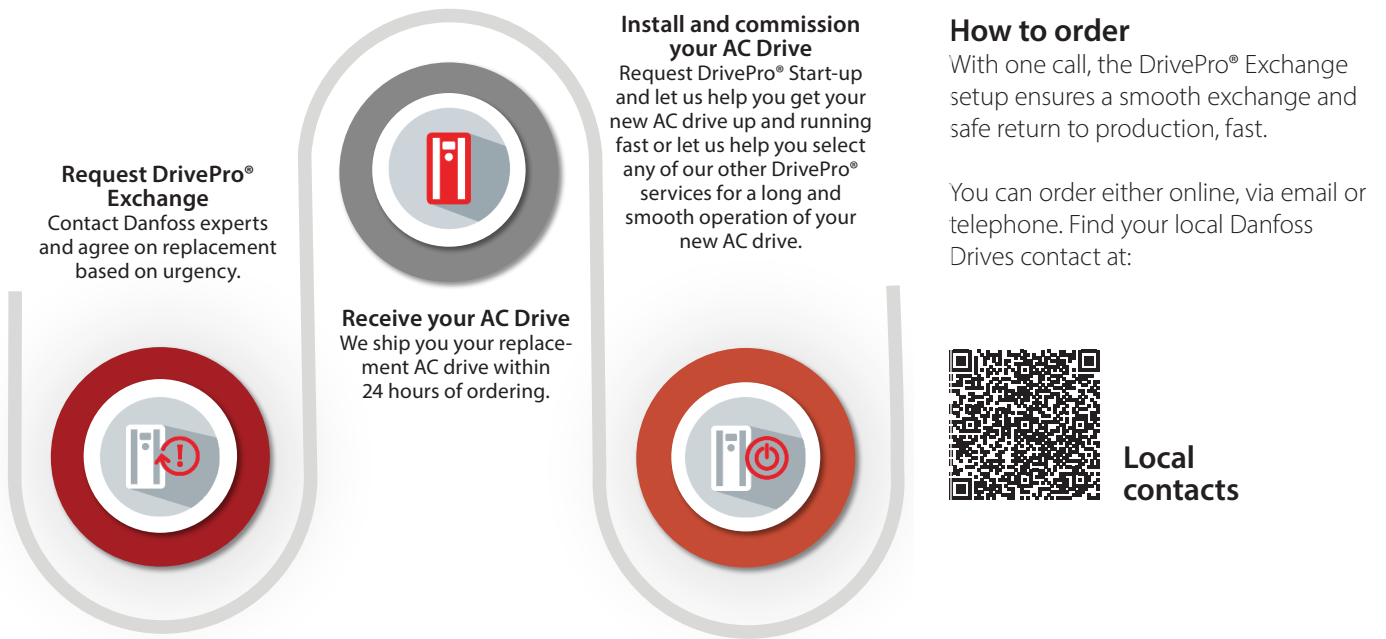 Request DrivePro®
Exchange
Contact Danfoss experts
and agree on replacement
based on urgency.
Receive your AC Drive
We ship you your replace-
ment AC drive within
24 hours of ordering.
Install and commission
your AC Drive
Request DrivePro® Start-up
and let us help you get your
new AC drive up and running
fast or let us help you select
any of our other DrivePro®
services for a long and
smooth operation of your
new AC drive.
How to order
With one call, the DrivePro® Exchange
setup ensures a smooth exchange and
safe return to production, fast.
You can order either online, via email or
telephone. Find your local Danfoss
Drives contact at:
Local
contacts